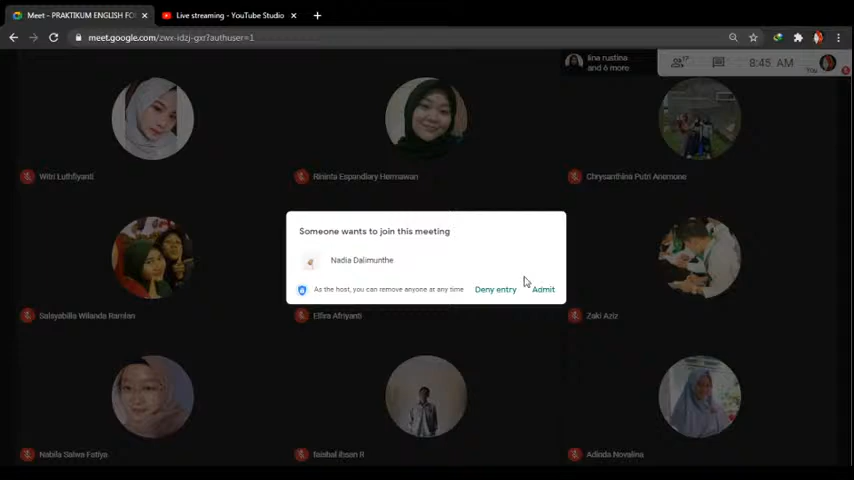 Meet - PRAKTIKUM ENGLISH FO
Live streaming - YouTube Studio
meet.google.com/zwx-idzj-gxr?authuser=1
lina rustina
and 6 more
17
8:45 AM
You
Witri Luthfiyanti
Rininta Espandiary Hermawan
Chrysanthina Putri Anemone
Someone wants to join this meeting
Nadia Dalimunthe
As the host, you can remove anyone at any time
Deny entry
Admit
Salsyabilla Wilanda Ramlan
Elfira Afriyanti
Zaki Aziz
Nabila Salwa Fatiya
faishal ihsan R
Adinda Novalina